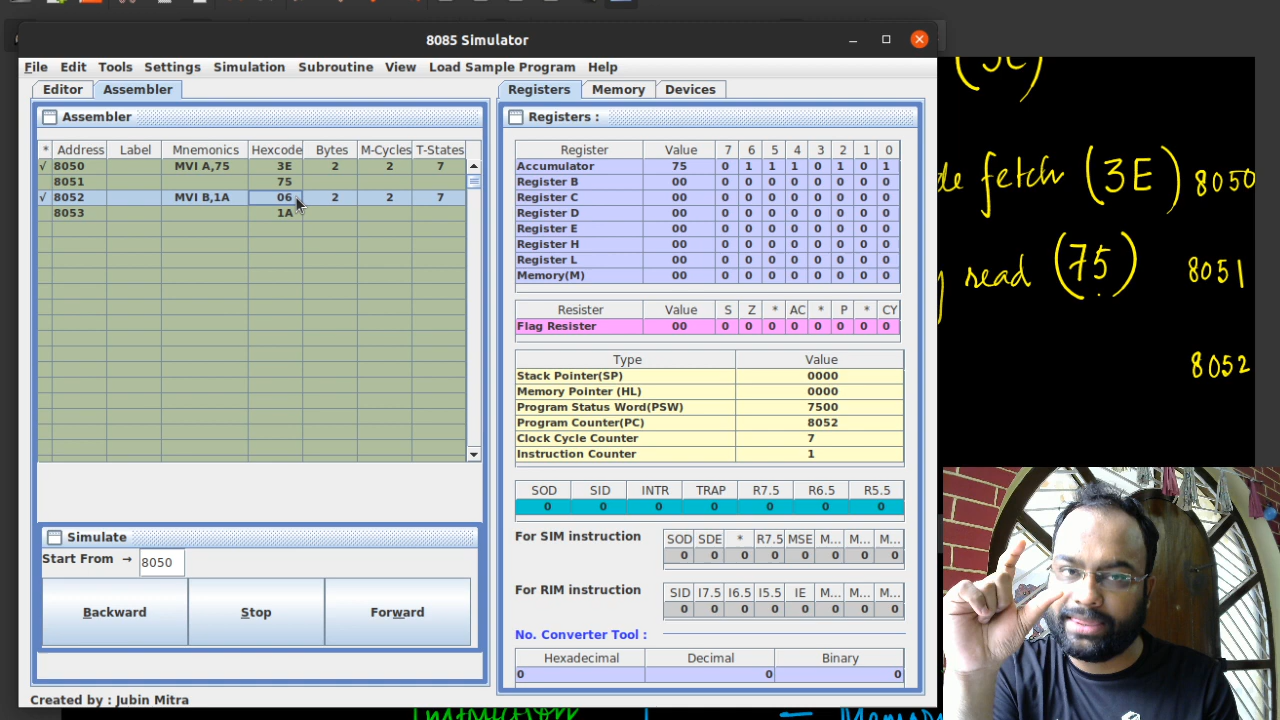 8085 Simulator
File Edit Tools Settings Simulation Subroutine View Load Sample Program Help
Editor Assembler
Assembler
* Address Label Mnemonics Hexcode Bytes M-Cycles T-States
√ 8050 MVI A,75 3E 2 2 7
8051 75
√ 8052 MVI B,1A 06 2 2 7
8053 1A
Simulate
Start From → 8050
Backward Stop Forward
Created by : Jubin Mitra
Registers Memory Devices
Registers :
Register Value 7 6 5 4 3 2 1 0
Accumulator 75 0 1 1 1 0 1 0 1
Register B 00 0 0 0 0 0 0 0 0
Register C 00 0 0 0 0 0 0 0 0
Register D 00 0 0 0 0 0 0 0 0
Register E 00 0 0 0 0 0 0 0 0
Register H 00 0 0 0 0 0 0 0 0
Register L 00 0 0 0 0 0 0 0 0
Memory(M) 00 0 0 0 0 0 0 0 0
Resister Value S Z * AC * P * CY
Flag Resister 00 0 0 0 0 0 0 0 0
Type Value
Stack Pointer(SP) 0000
Memory Pointer (HL) 0000
Program Status Word(PSW) 7500
Program Counter(PC) 8052
Clock Cycle Counter 7
Instruction Counter 1
SOD SID INTR TRAP R7.5 R6.5 R5.5
0 0 0 0 0 0 0
For SIM instruction
SOD SDE * R7.5 MSE M... M... M...
0 0 0 0 0 0 0 0
For RIM instruction
SID I7.5 I6.5 I5.5 IE M... M... M...
0 0 0 0 0 0 0 0
No. Converter Tool :
Hexadecimal Decimal Binary
0 0 0
fetch (3E) 8050
read (75) 8051
8052
Instruction